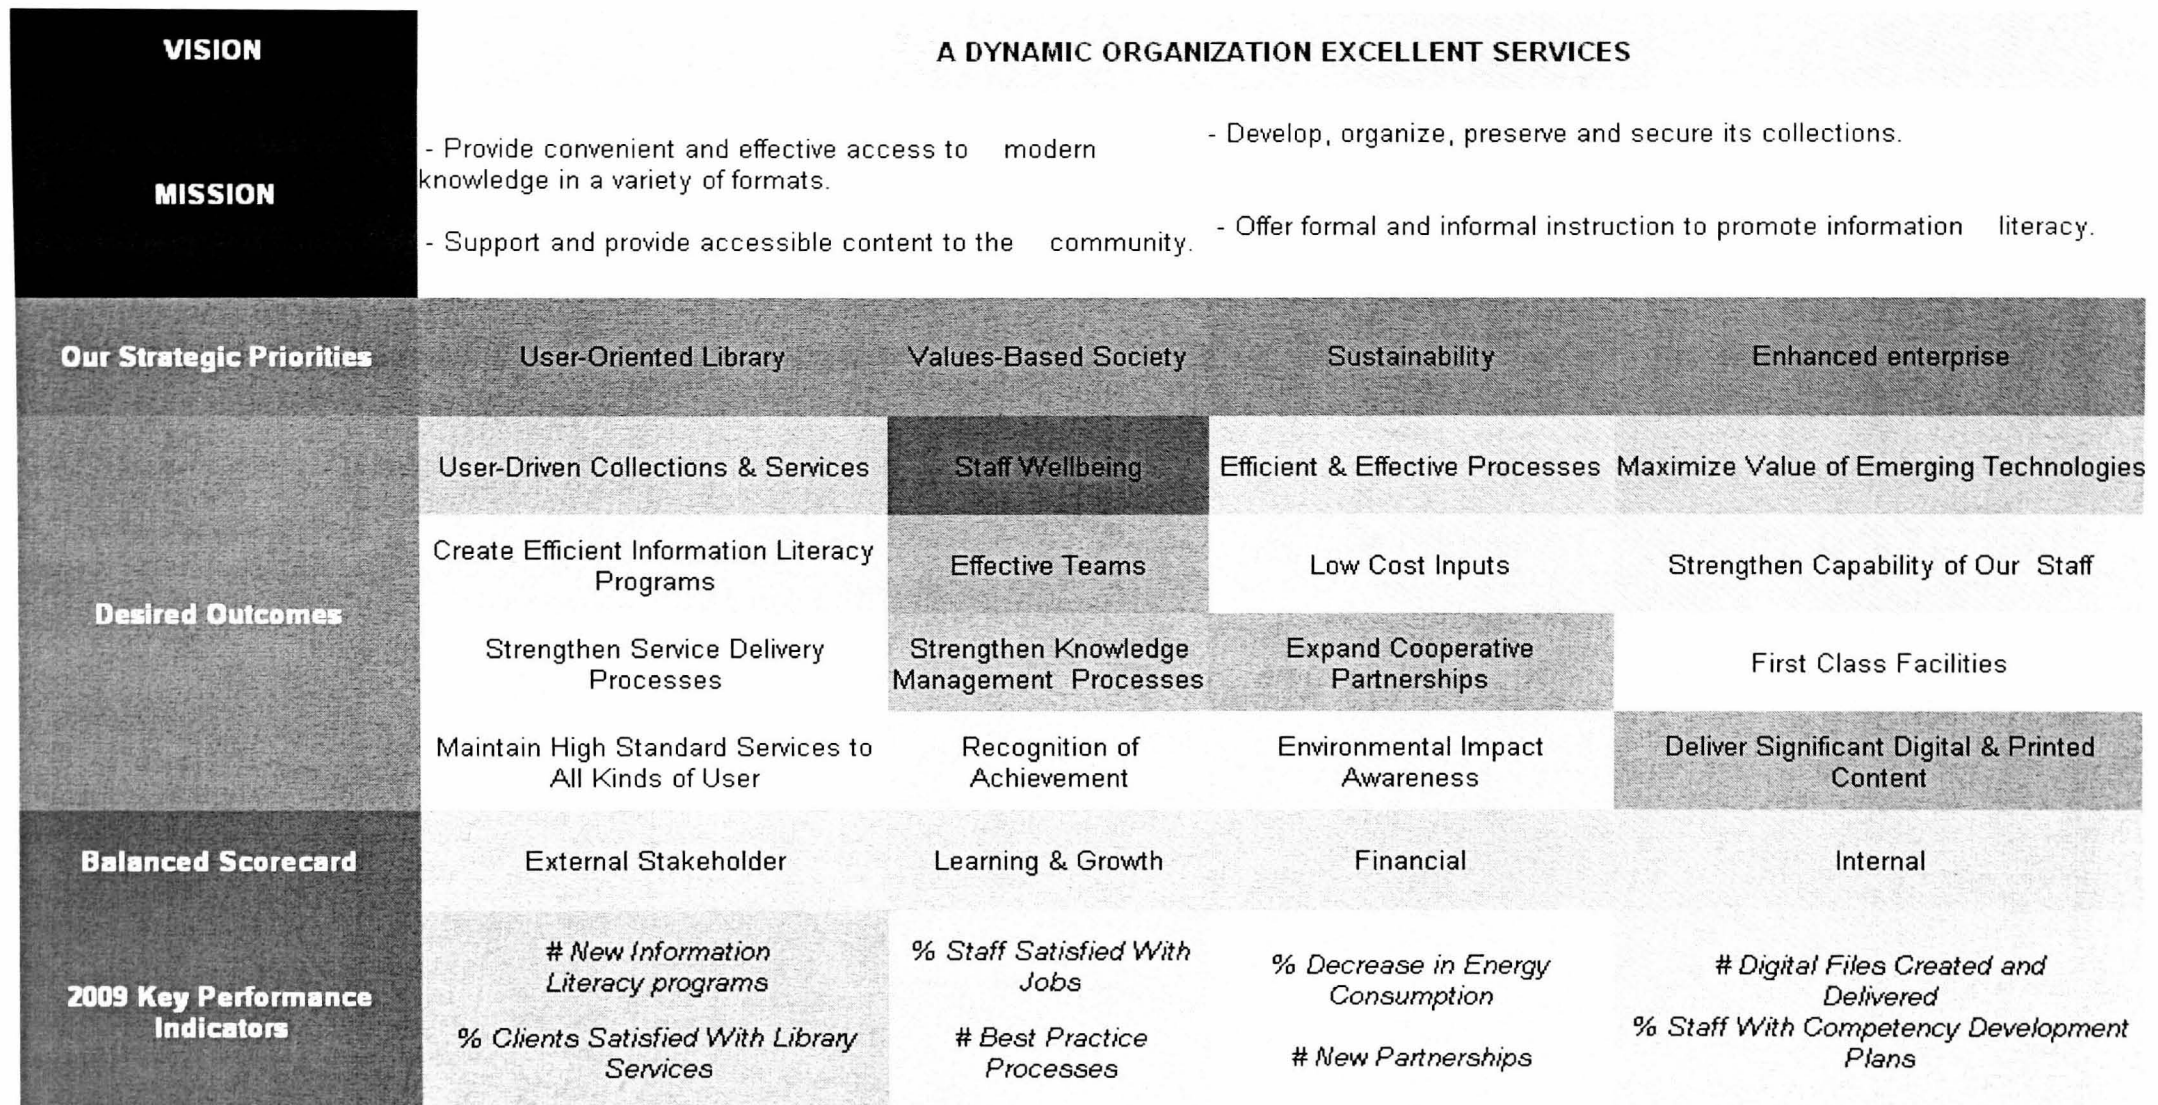 VISION
A DYNAMIC ORGANIZATION EXCELLENT SERVICES
MISSION
- Provide convenient and effective access to modern
knowledge in a variety of formats.
- Support and provide accessible content to the community.
- Develop, organize, preserve and secure its collections.
- Offer formal and informal instruction to promote information literacy.
Our Strategic Priorities
User-Oriented Library
Values-Based Society
Sustainability
Enhanced enterprise
Desired Outcomes
User-Driven Collections & Services
Staff Wellbeing
Efficient & Effective Processes
Maximize Value of Emerging Technologies
Create Efficient Information Literacy
Programs
Effective Teams
Low Cost Inputs
Strengthen Capability of Our Staff
Strengthen Service Delivery
Processes
Strengthen Knowledge
Management Processes
Expand Cooperative
Partnerships
First Class Facilities
Maintain High Standard Services to
All Kinds of User
Recognition of
Achievement
Environmental Impact
Awareness
Deliver Significant Digital & Printed
Content
Balanced Scorecard
External Stakeholder
Learning & Growth
Financial
Internal
2009 Key Performance
Indicators
# New Information
Literacy programs
% Clients Satisfied With Library
Services
% Staff Satisfied With
Jobs
# Best Practice
Processes
% Decrease in Energy
Consumption
# New Partnerships
# Digital Files Created and
Delivered
% Staff With Competency Development
Plans